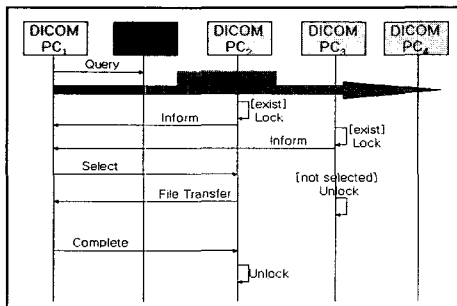 DICOM PC₁
DICOM PC₂
DICOM PC₃
DICOM PC₄
Query
[exist]
Lock
Inform
[exist]
Lock
Inform
Select
[not selected]
Unlock
File Transfer
Complete
Unlock